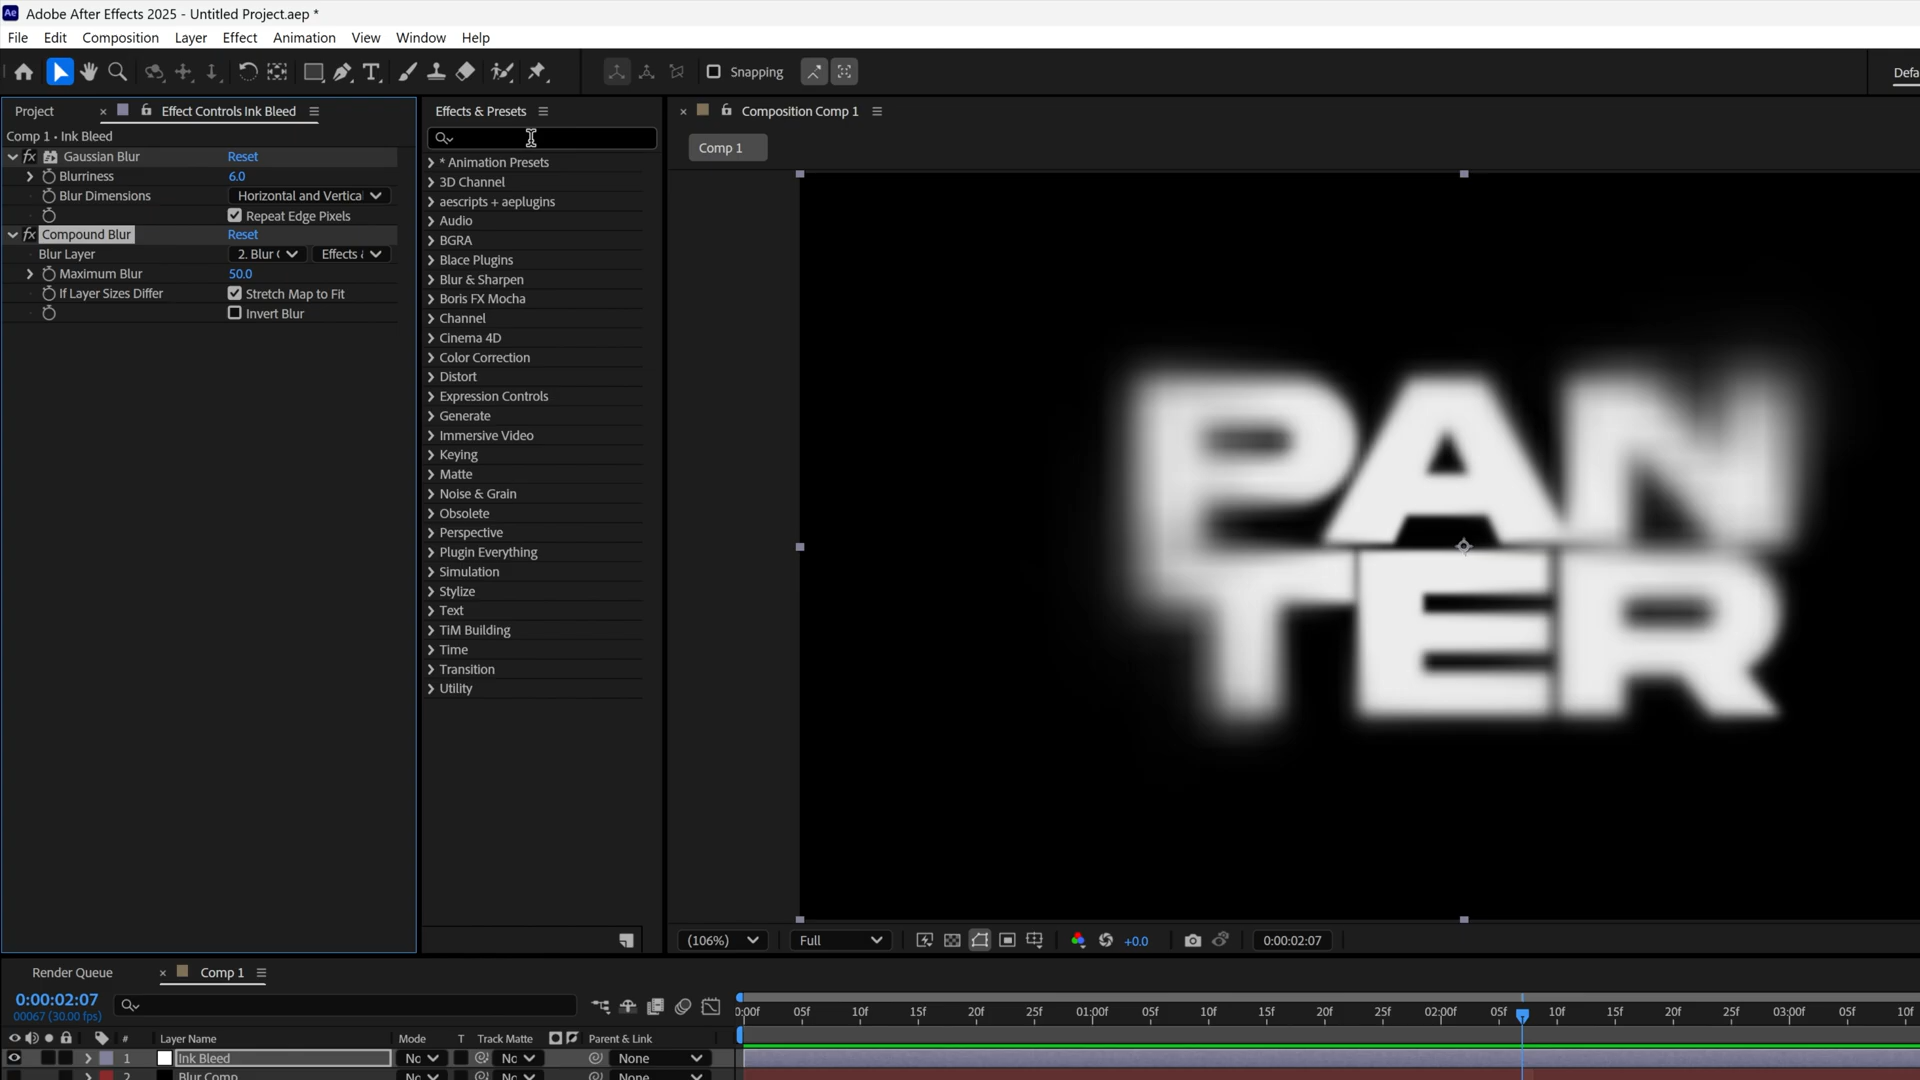 Adobe After Effects 2025 - Untitled Project.aep *
File Edit Composition Layer Effect Animation View Window Help
Snapping
Defa
Project
Effect Controls Ink Bleed
Comp 1 • Ink Bleed
fx Gaussian Blur Reset
Blurriness 6.0
Blur Dimensions Horizontal and Vertica
Repeat Edge Pixels
fx Compound Blur Reset
Blur Layer 2. Blur ( Effects &
Maximum Blur 50.0
If Layer Sizes Differ Stretch Map to Fit
Invert Blur
Effects & Presets
* Animation Presets
3D Channel
aescripts + aeplugins
Audio
BGRA
Blace Plugins
Blur & Sharpen
Boris FX Mocha
Channel
Cinema 4D
Color Correction
Distort
Expression Controls
Generate
Immersive Video
Keying
Matte
Noise & Grain
Obsolete
Perspective
Plugin Everything
Simulation
Stylize
Text
TiM Building
Time
Transition
Utility
Composition Comp 1
Comp 1
PAN
TER
(106%) Full +0.0 0:00:02:07
Render Queue
Comp 1
0:00:02:07
00067 (30.00 fps)
:00f 05f 10f 15f 20f 25f 01:00f 05f 10f 15f 20f 25f 02:00f 05f 10f 15f 20f 25f 03:00f 05f 10f
# Layer Name Mode T Track Matte Parent & Link
1 Ink Bleed Nc Nc None
2 Blur Comp Nc Nc None